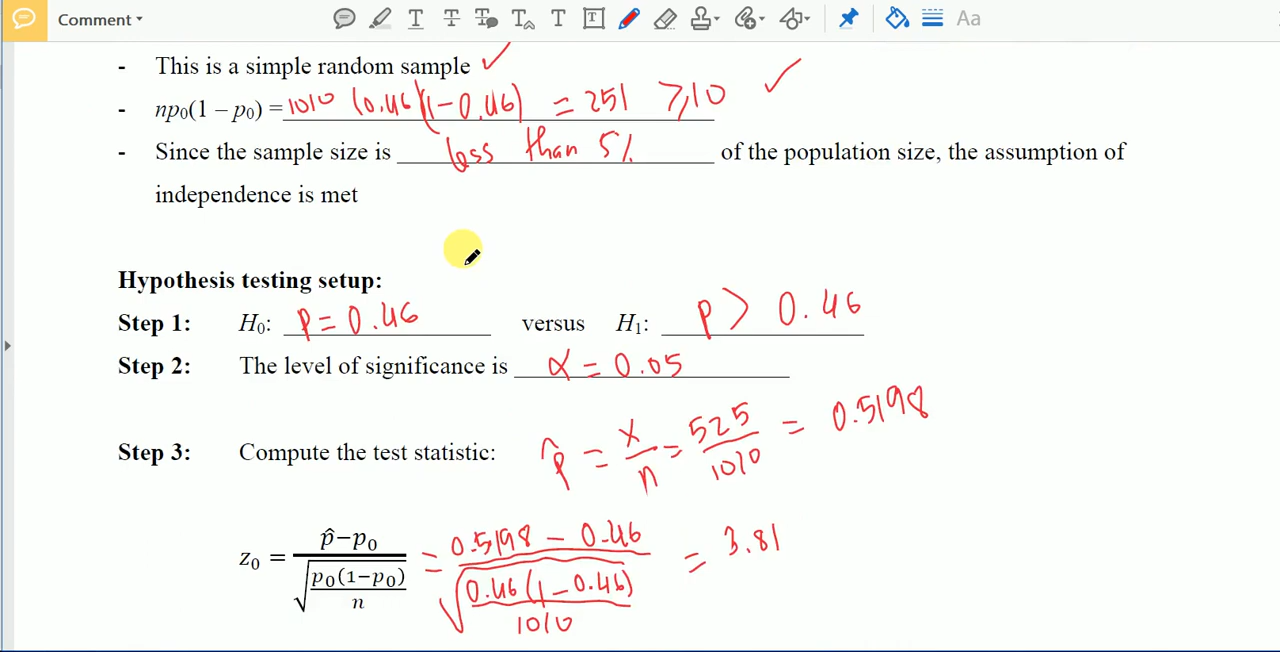 Comment
Aa
- This is a simple random sample ✓
- np₀(1 – p₀) = 1010 (0.46)(1-0.46) = 251 ≥10 ✓
- Since the sample size is less than 5% of the population size, the assumption of
independence is met
Hypothesis testing setup:
Step 1: H₀: p = 0.46 versus H₁: p > 0.46
Step 2: The level of significance is α = 0.05
Step 3: Compute the test statistic: p̂ = x/n = 525/1010 = 0.5198
z₀ = (p̂−p₀)/√(p₀(1−p₀)/n) = (0.5198 − 0.46)/√(0.46(1−0.46)/1010) = 3.81